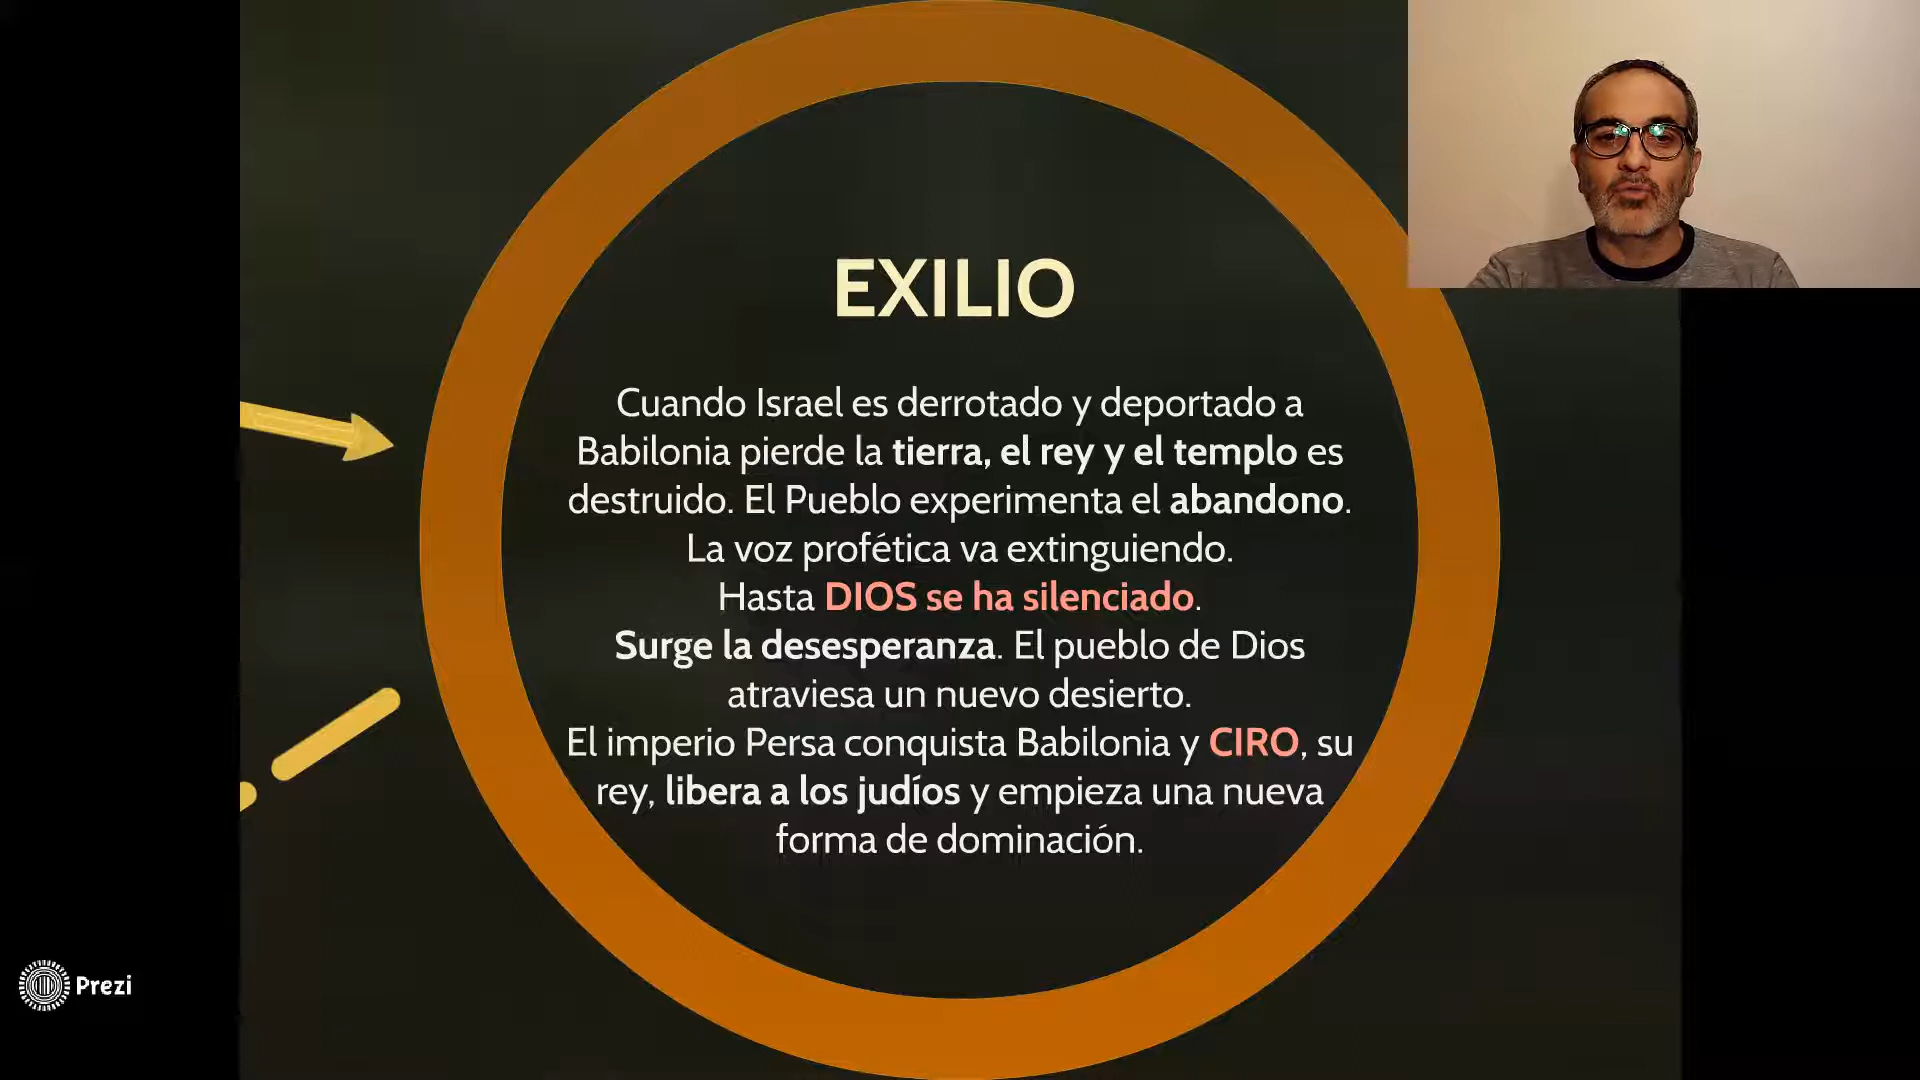 EXILIO
Cuando Israel es derrotado y deportado a
Babilonia pierde la tierra, el rey y el templo es
destruido. El Pueblo experimenta el abandono.
La voz profética va extinguiendo.
Hasta DIOS se ha silenciado.
Surge la desesperanza. El pueblo de Dios
atraviesa un nuevo desierto.
El imperio Persa conquista Babilonia y CIRO, su
rey, libera a los judíos y empieza una nueva
forma de dominación.
Prezi